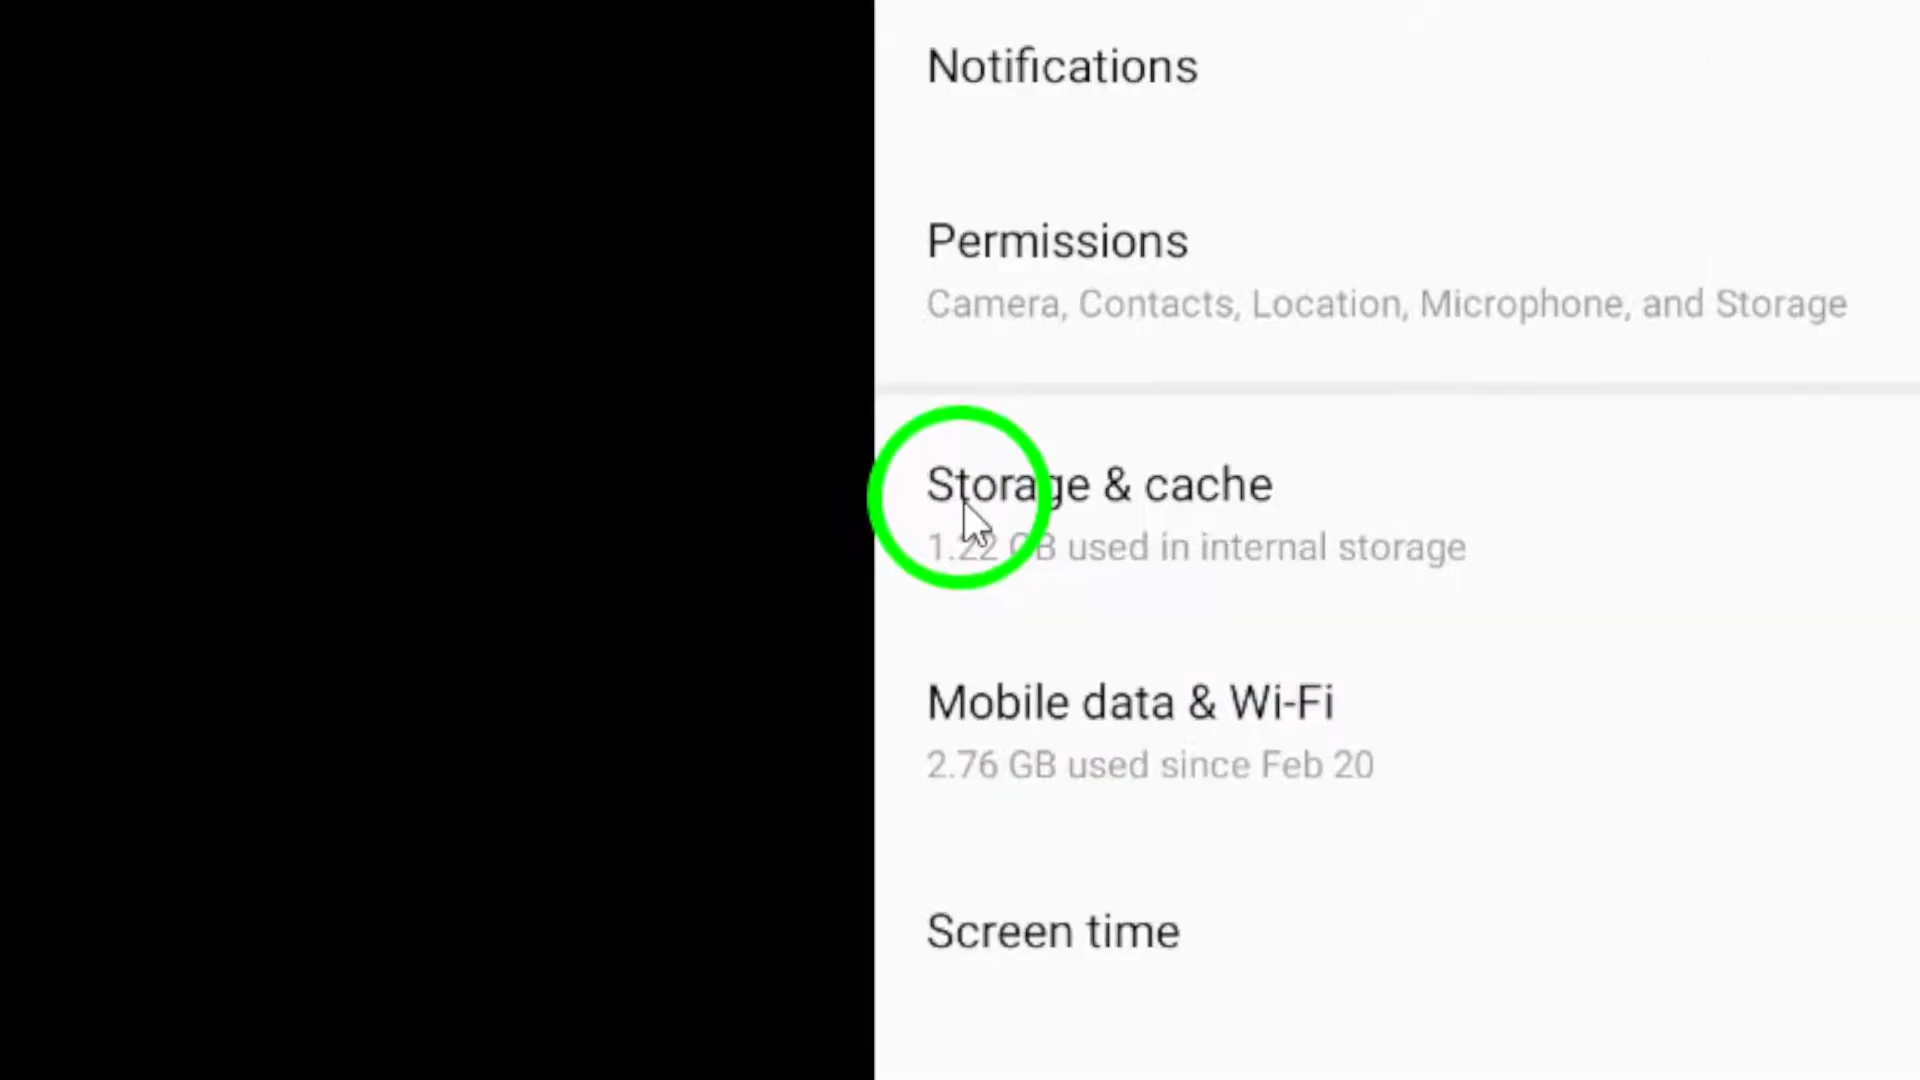 Notifications
Permissions
Camera, Contacts, Location, Microphone, and Storage
Storage & cache
1.22 GB used in internal storage
Mobile data & Wi-Fi
2.76 GB used since Feb 20
Screen time